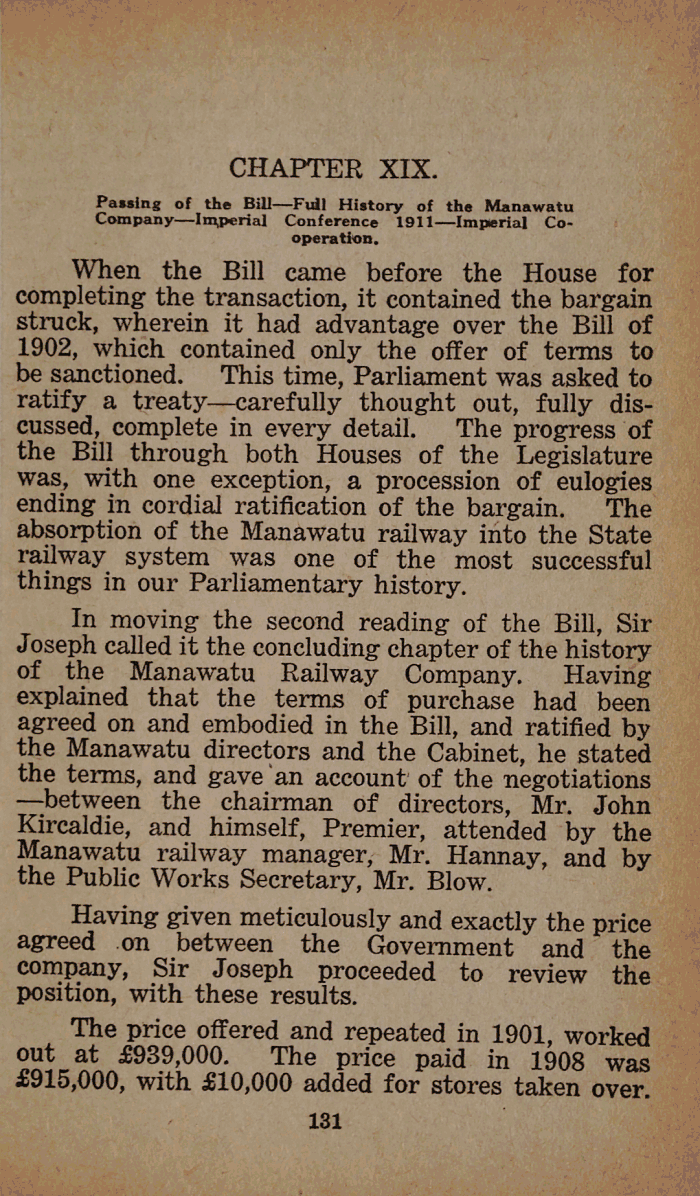 CHAPTER XIX.
Passing of the Bill—Full History of the Manawatu
Company—Imperial Conference 1911—Imperial Co-
operation.
When the Bill came before the House for
completing the transaction, it contained the bargain
struck, wherein it had advantage over the Bill of
1902, which contained only the offer of terms to
be sanctioned. This time, Parliament was asked to
ratify a treaty—carefully thought out, fully dis-
cussed, complete in every detail. The progress of
the Bill through both Houses of the Legislature
was, with one exception, a procession of eulogies
ending in cordial ratification of the bargain. The
absorption of the Manawatu railway into the State
railway system was one of the most successful
things in our Parliamentary history.
In moving the second reading of the Bill, Sir
Joseph called it the concluding chapter of the history
of the Manawatu Railway Company. Having
explained that the terms of purchase had been
agreed on and embodied in the Bill, and ratified by
the Manawatu directors and the Cabinet, he stated
the terms, and gave an account of the negotiations
—between the chairman of directors, Mr. John
Kircaldie, and himself, Premier, attended by the
Manawatu railway manager, Mr. Hannay, and by
the Public Works Secretary, Mr. Blow.
Having given meticulously and exactly the price
agreed on between the Government and the
company, Sir Joseph proceeded to review the
position, with these results.
The price offered and repeated in 1901, worked
out at £939,000. The price paid in 1908 was
£915,000, with £10,000 added for stores taken over.
131